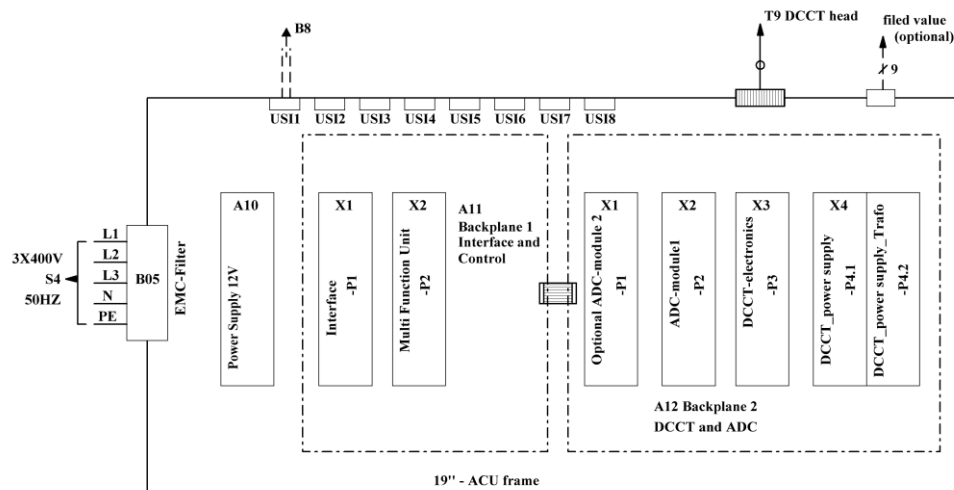 B8
T9 DCCT head
filed value
(optional)
9
USI1
USI2
USI3
USI4
USI5
USI6
USI7
USI8
A10
Power Supply 12V
X1
Interface
-P1
X2
Multi Function Unit
-P2
A11
Backplane 1
Interface and
Control
X1
Optional ADC-module 2
-P1
X2
ADC-module1
-P2
X3
DCCT-electronics
-P3
X4
DCCT_power supply
-P4.1
DCCT_power supply_Trafo
-P4.2
3X400V
S4
50HZ
L1
L2
L3
N
PE
B05
EMC-Filter
A12 Backplane 2
DCCT and ADC
19'' - ACU frame